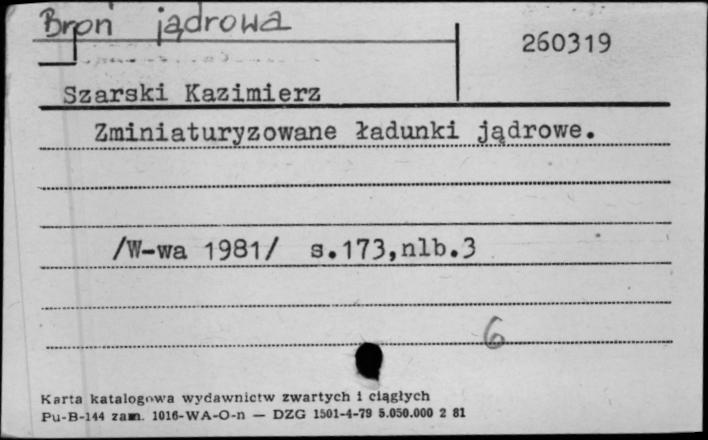 Broń jądrowa
260319
Szarski Kazimierz
Zminiaturyzowane ładunki jądrowe.
/W-wa 1981/ s.173,nlb.3
6
Karta katalogowa wydawnictw zwartych i ciągłych
Pu-B-144 zam. 1016-WA-O-n — DZG 1501-4-79 5.050.000 2 81